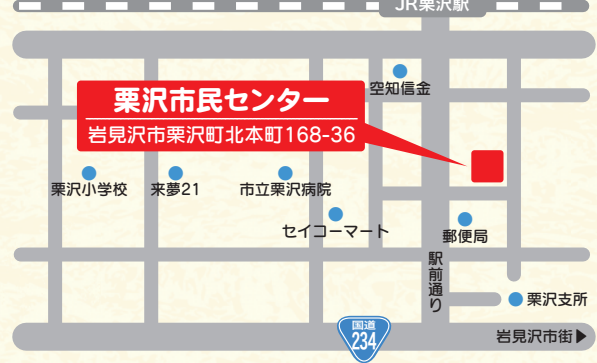 JR栗沢駅
空知信金
栗沢市民センター
岩見沢市栗沢町北本町168-36
栗沢小学校
来夢21
市立栗沢病院
セイコーマート
郵便局
駅前通り
栗沢支所
国道
234
岩見沢市街▶